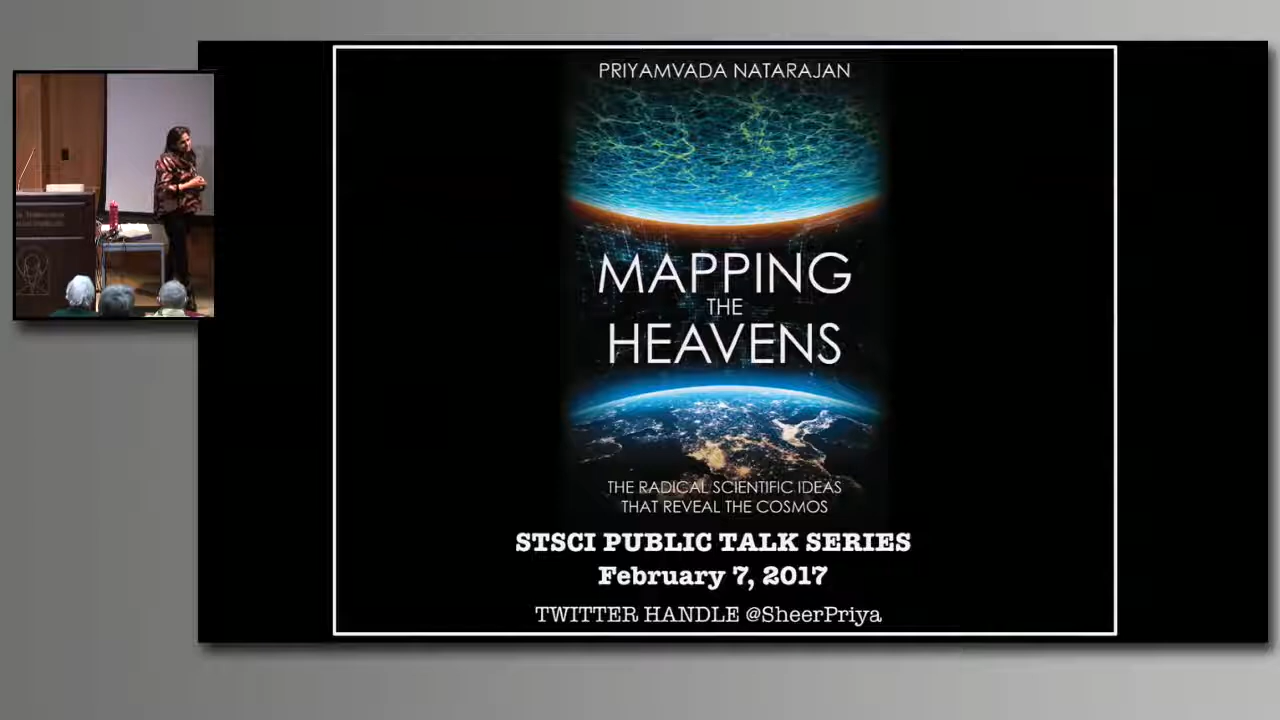 PRIYAMVADA NATARAJAN
MAPPING
THE
HEAVENS
THE RADICAL SCIENTIFIC IDEAS
THAT REVEAL THE COSMOS
STSCI PUBLIC TALK SERIES
February 7, 2017
TWITTER HANDLE @SheerPriya